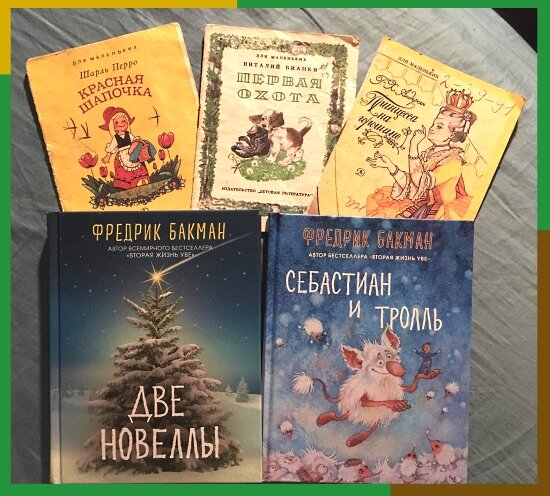 ДЛЯ МАЛЕНЬКИХ
Шарль Перро
КРАСНАЯ
ШАПОЧКА
ДЛЯ МАЛЕНЬКИХ
ВИТАЛИЙ БИАНКИ
ПЕРВАЯ
ОХОТА
ИЗДАТЕЛЬСТВО „ДЕТСКАЯ ЛИТЕРАТУРА“
ДЛЯ МАЛЕНЬКИХ
Принцесса
на
горошине
ФРЕДРИК БАКМАН
АВТОР ВСЕМИРНОГО БЕСТСЕЛЛЕРА
«ВТОРАЯ ЖИЗНЬ УВЕ»
ДВЕ
НОВЕЛЛЫ
ФРЕДРИК БАКМАН
АВТОР БЕСТСЕЛЛЕРА «ВТОРАЯ ЖИЗНЬ УВЕ»
СЕБАСТИАН
И ТРОЛЛЬ